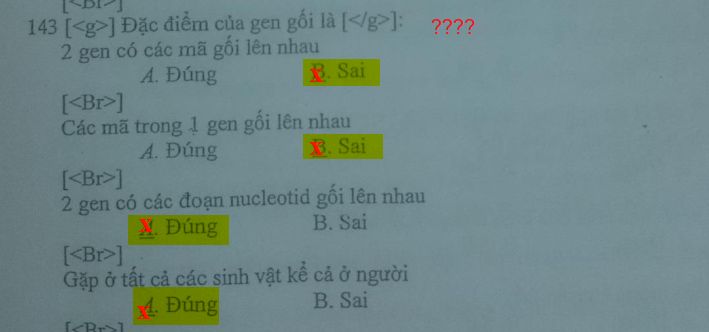 [<Br>]
143 [<g>] Đặc điểm của gen gối là [</g>]: ????
2 gen có các mã gối lên nhau
A. Đúng X. Sai
[<Br>]
Các mã trong 1 gen gối lên nhau
A. Đúng X. Sai
[<Br>]
2 gen có các đoạn nucleotid gối lên nhau
X. Đúng B. Sai
[<Br>]
Gặp ở tất cả các sinh vật kể cả ở người
X A. Đúng B. Sai
[<Br>]